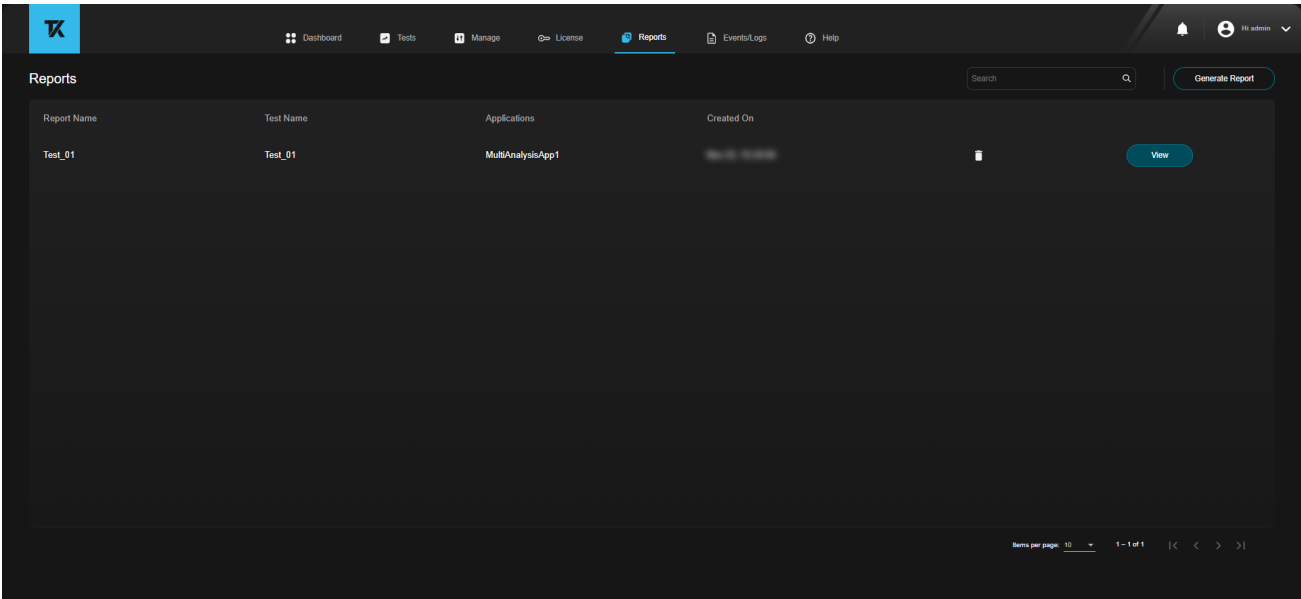 TK
Dashboard Tests Manage License Reports Events/Logs Help Hi admin
Reports Search Generate Report
Report Name Test Name Applications Created On
Test_01 Test_01 MultiAnalysisApp1 View
Items per page: 10 1 – 1 of 1